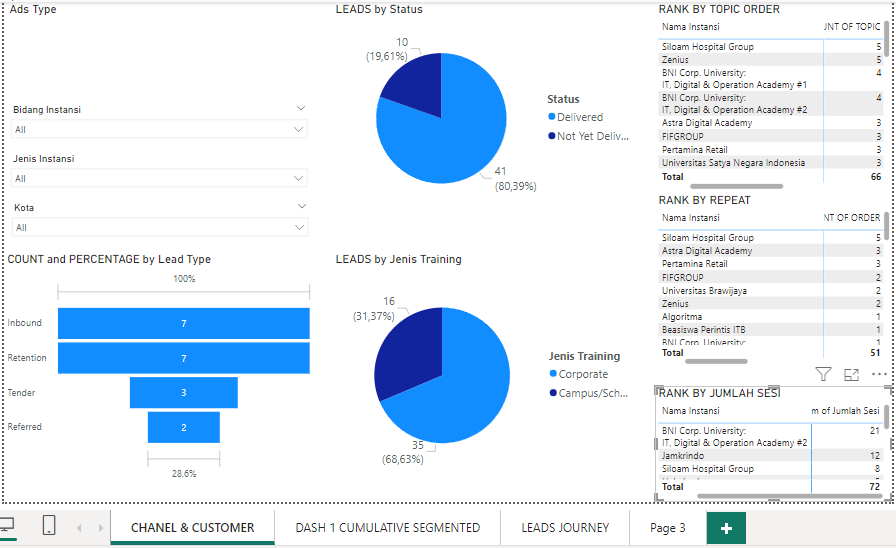 Ads Type
Bidang Instansi
All
Jenis Instansi
All
Kota
All
COUNT and PERCENTAGE by Lead Type
100%
Inbound 7
Retention 7
Tender 3
Referred 2
28,6%
LEADS by Status
10
(19,61%)
41
(80,39%)
Status
Delivered
Not Yet Deliv...
LEADS by Jenis Training
16
(31,37%)
35
(68,63%)
Jenis Training
Corporate
Campus/Sch...
RANK BY TOPIC ORDER
Nama Instansi JNT OF TOPIC
Siloam Hospital Group 5
Zenius 5
BNI Corp. University: 4
IT, Digital & Operation Academy #1
BNI Corp. University: 4
IT, Digital & Operation Academy #2
Astra Digital Academy 3
FIFGROUP 3
Pertamina Retail 3
Universitas Satya Negara Indonesia 3
Total 66
RANK BY REPEAT
Nama Instansi NT OF ORDER
Siloam Hospital Group 5
Astra Digital Academy 3
Pertamina Retail 3
FIFGROUP 2
Universitas Brawijaya 2
Zenius 2
Algoritma 1
Beasiswa Perintis ITB 1
BNI Corp. University: 1
Total 51
RANK BY JUMLAH SESI
Nama Instansi m of Jumlah Sesi
BNI Corp. University: 21
IT, Digital & Operation Academy #2
Jamkrindo 12
Siloam Hospital Group 8
Total 72
CHANEL & CUSTOMER
DASH 1 CUMULATIVE SEGMENTED
LEADS JOURNEY
Page 3
+